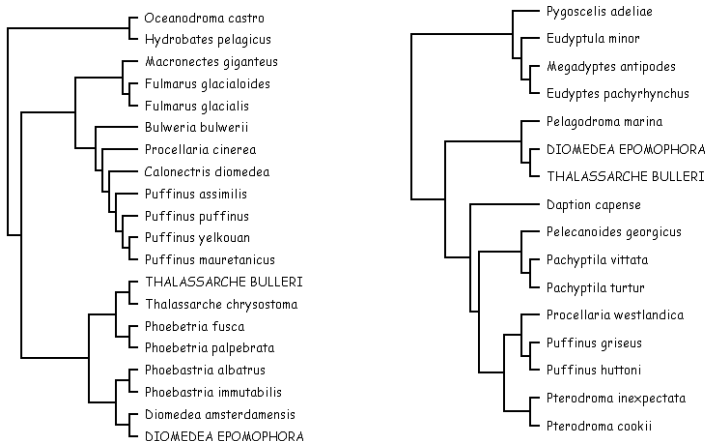 Oceanodroma castro
Hydrobates pelagicus
Macronectes giganteus
Fulmarus glacialoides
Fulmarus glacialis
Bulweria bulwerii
Procellaria cinerea
Calonectris diomedea
Puffinus assimilis
Puffinus puffinus
Puffinus yelkouan
Puffinus mauretanicus
THALASSARCHE BULLERI
Thalassarche chrysostoma
Phoebetria fusca
Phoebetria palpebrata
Phoebastria albatrus
Phoebastria immutabilis
Diomedea amsterdamensis
DIOMEDEA EPOMOPHORA
Pygoscelis adeliae
Eudyptula minor
Megadyptes antipodes
Eudyptes pachyrhynchus
Pelagodroma marina
DIOMEDEA EPOMOPHORA
THALASSARCHE BULLERI
Daption capense
Pelecanoides georgicus
Pachyptila vittata
Pachyptila turtur
Procellaria westlandica
Puffinus griseus
Puffinus huttoni
Pterodroma inexpectata
Pterodroma cookii